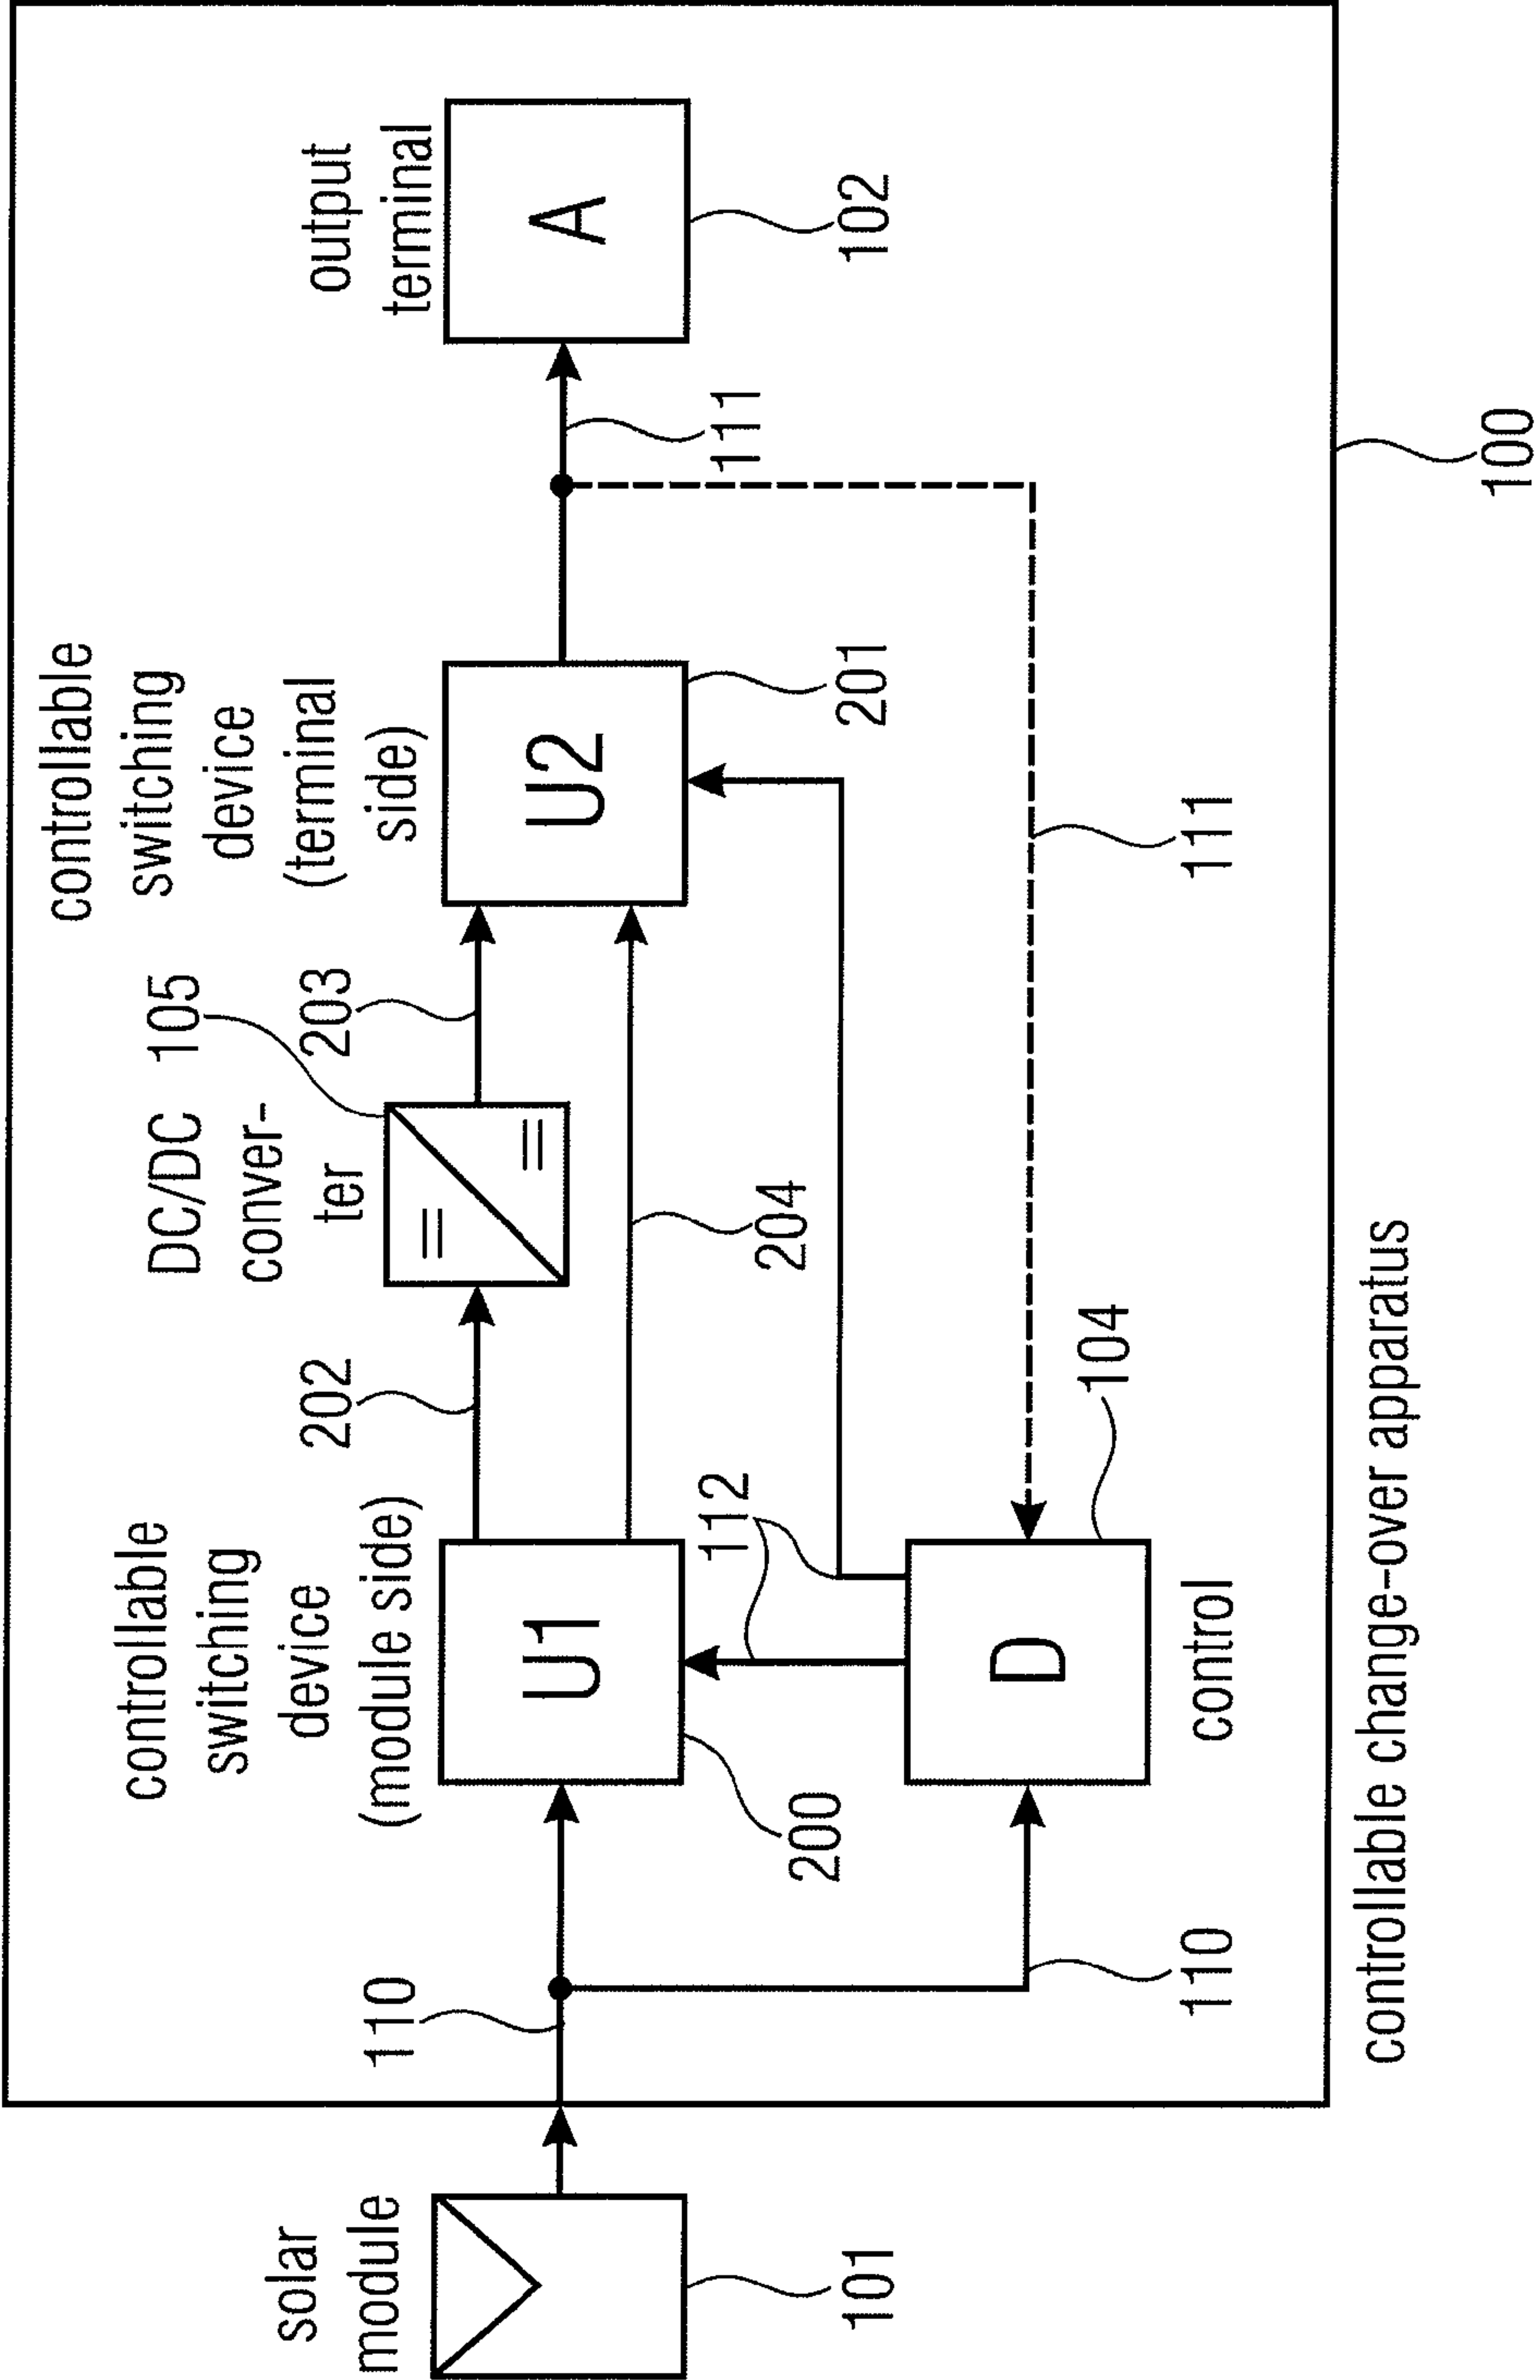 solar
module
101
110
controllable
switching
device
(module side)
U1
200
202
DC/DC
conver-
ter
105
203
204
controllable
switching
device
(terminal
side)
U2
201
111
output
terminal
A
102
112
D
104
control
110
111
controllable change-over apparatus
100